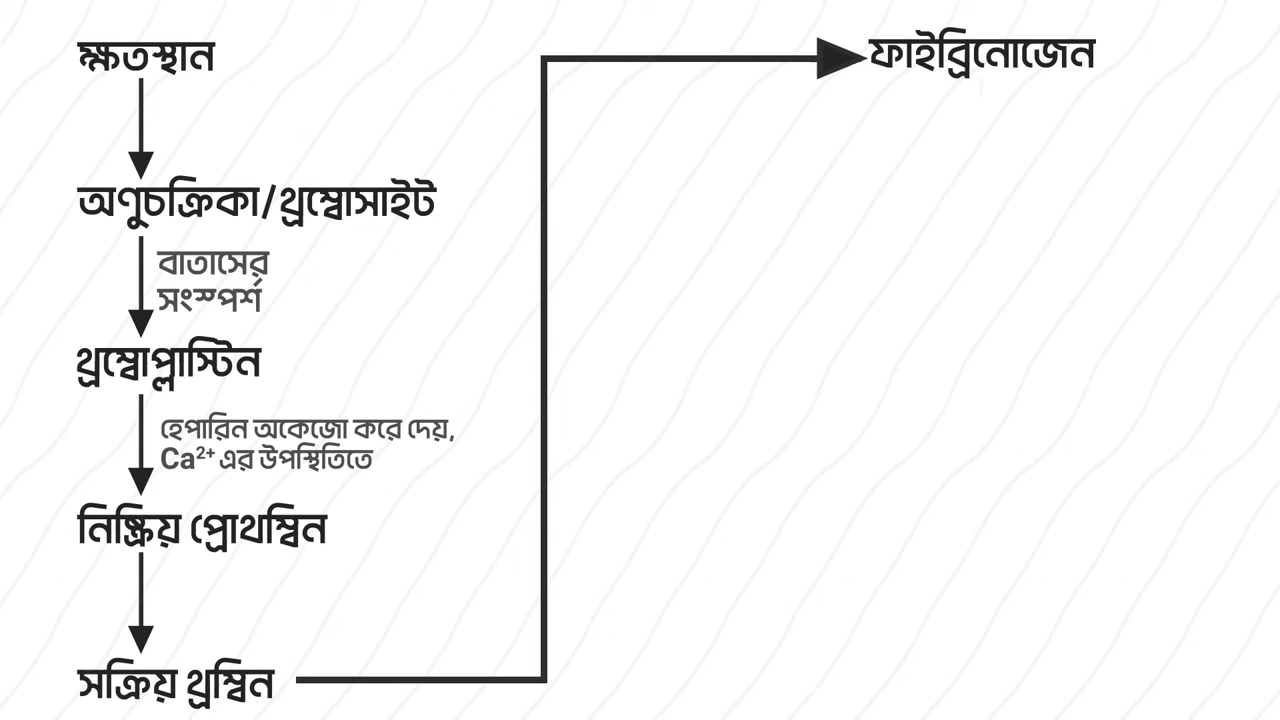 ক্ষতস্থান
অণুচক্রিকা/থ্রম্বোসাইট
বাতাসের
সংস্পর্শ
থ্রম্বোপ্লাস্টিন
হেপারিন অকেজো করে দেয়,
Ca²⁺ এর উপস্থিতিতে
নিষ্ক্রিয় প্রোথম্বিন
সক্রিয় থ্রম্বিন
ফাইব্রিনোজেন